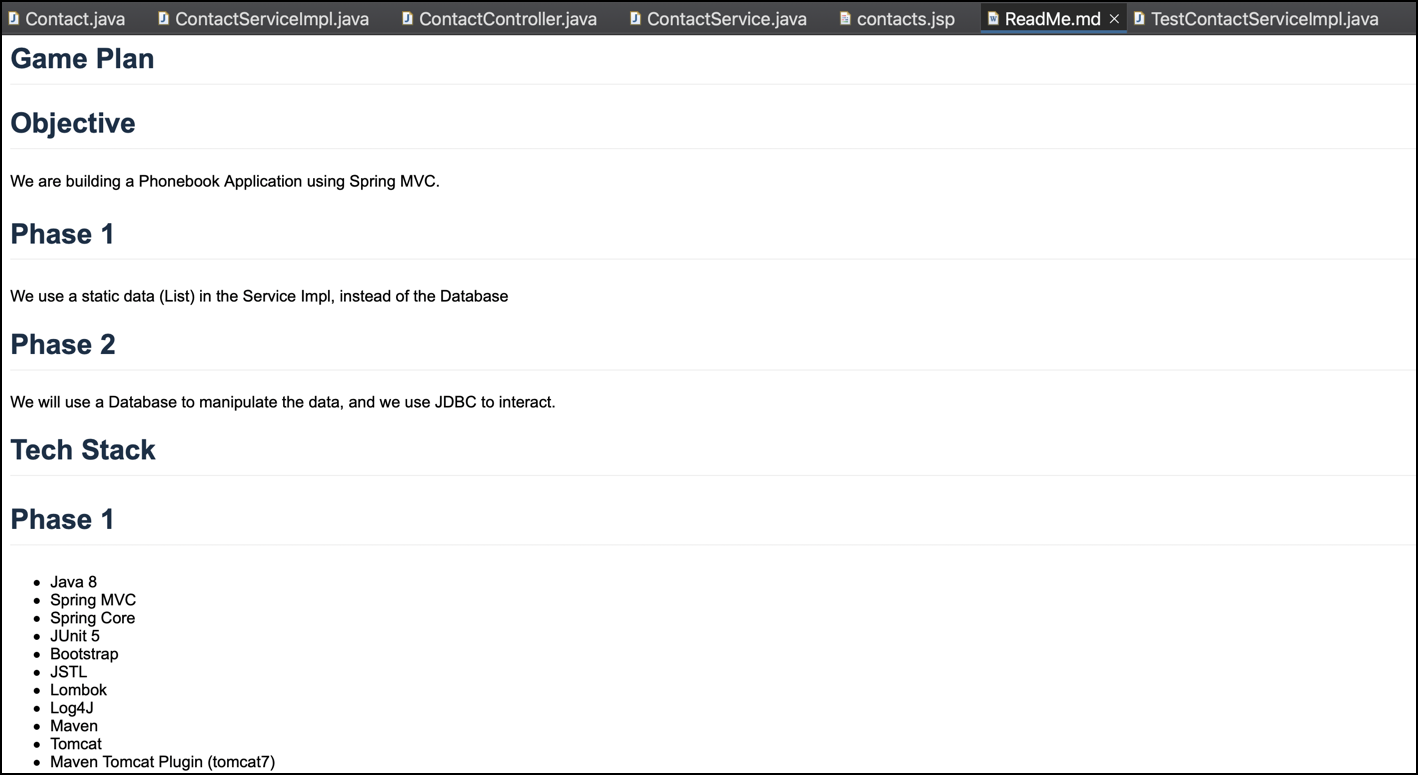 Contact.java ContactServiceImpl.java ContactController.java ContactService.java contacts.jsp ReadMe.md TestContactServiceImpl.java
Game Plan
Objective
We are building a Phonebook Application using Spring MVC.
Phase 1
We use a static data (List) in the Service Impl, instead of the Database
Phase 2
We will use a Database to manipulate the data, and we use JDBC to interact.
Tech Stack
Phase 1
• Java 8
• Spring MVC
• Spring Core
• JUnit 5
• Bootstrap
• JSTL
• Lombok
• Log4J
• Maven
• Tomcat
• Maven Tomcat Plugin (tomcat7)